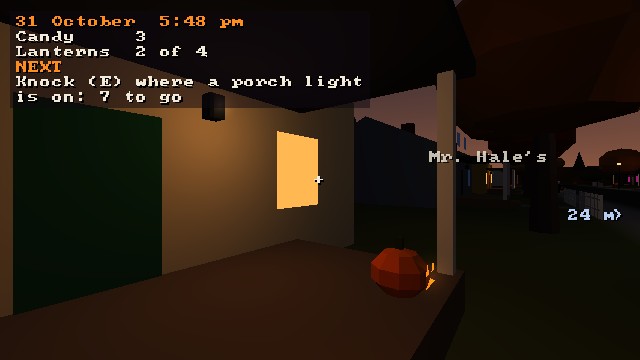 31 October  5:48 pm
Candy     3
Lanterns  2 of 4
NEXT
Knock (E) where a porch light
is on: 7 to go
Mr. Hale's
24 m⟩